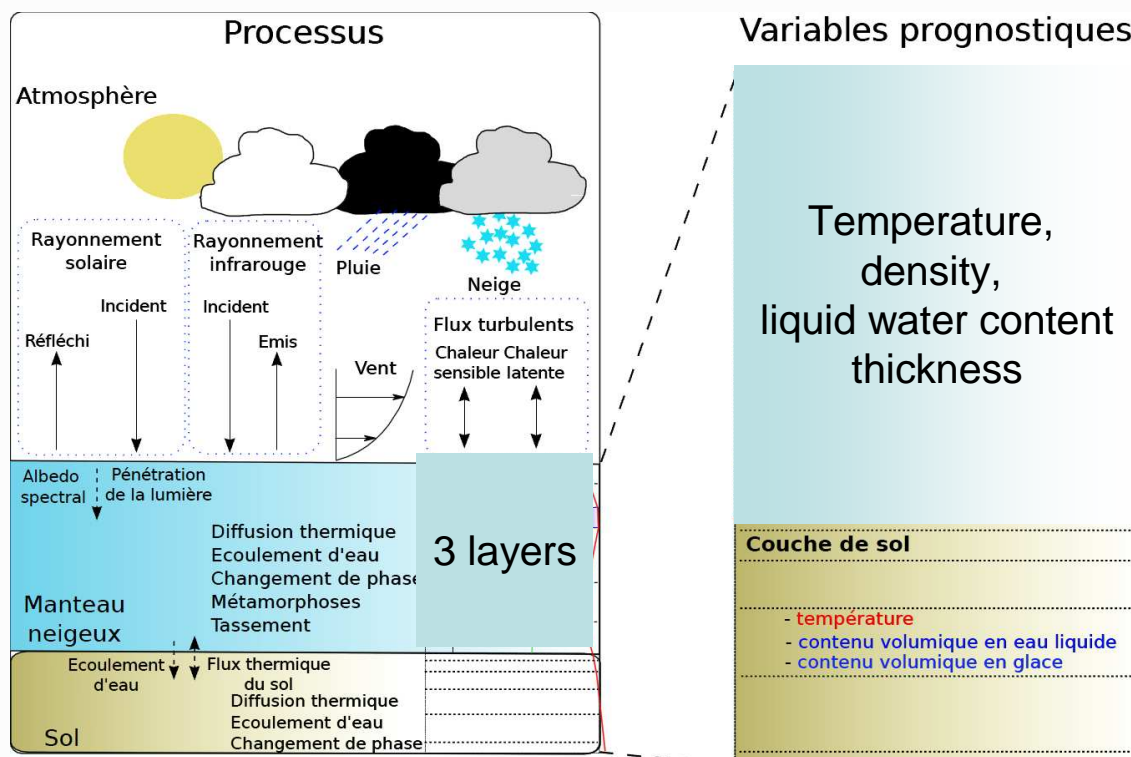 Processus
Variables prognostiques
Atmosphère
Rayonnement
solaire
Rayonnement
infrarouge
Pluie
Neige
Incident
Réfléchi
Incident
Emis
Vent
Flux turbulents
Chaleur Chaleur
sensible latente
Albedo
spectral
Pénétration
de la lumière
Diffusion thermique
Ecoulement d'eau
Changement de phase
Métamorphoses
Tassement
Manteau
neigeux
3 layers
Ecoulement
d'eau
Flux thermique
du sol
Diffusion thermique
Ecoulement d'eau
Changement de phase
Sol
Temperature,
density,
liquid water content
thickness
Couche de sol
- température
- contenu volumique en eau liquide
- contenu volumique en glace